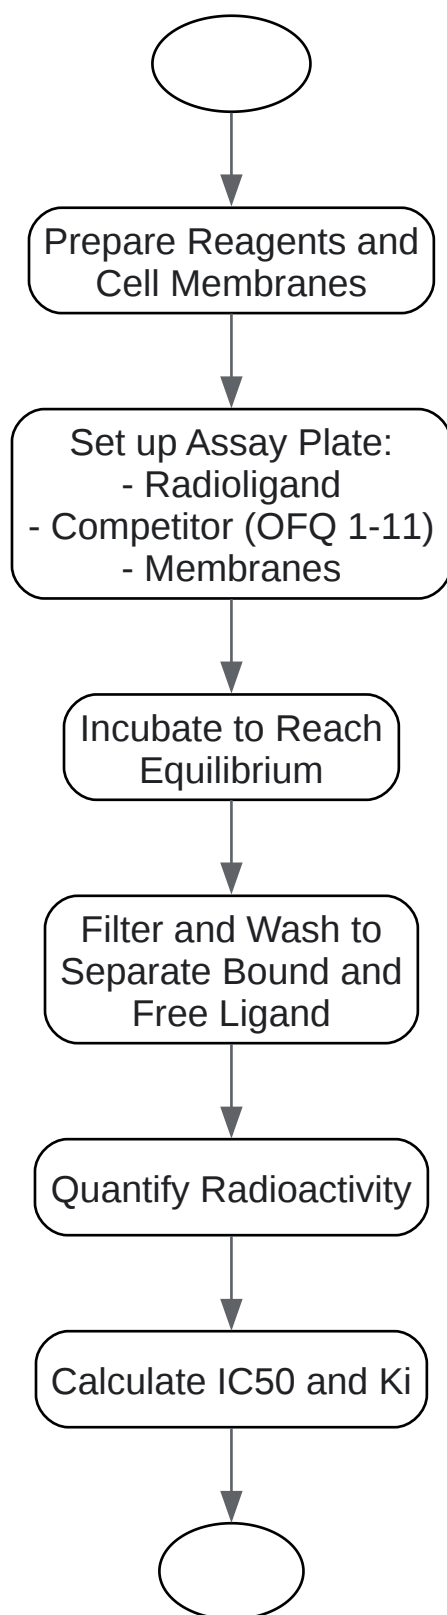 Prepare Reagents and
Cell Membranes
Set up Assay Plate:
- Radioligand
- Competitor (OFQ 1-11)
- Membranes
Incubate to Reach
Equilibrium
Filter and Wash to
Separate Bound and
Free Ligand
Quantify Radioactivity
Calculate IC50 and Ki